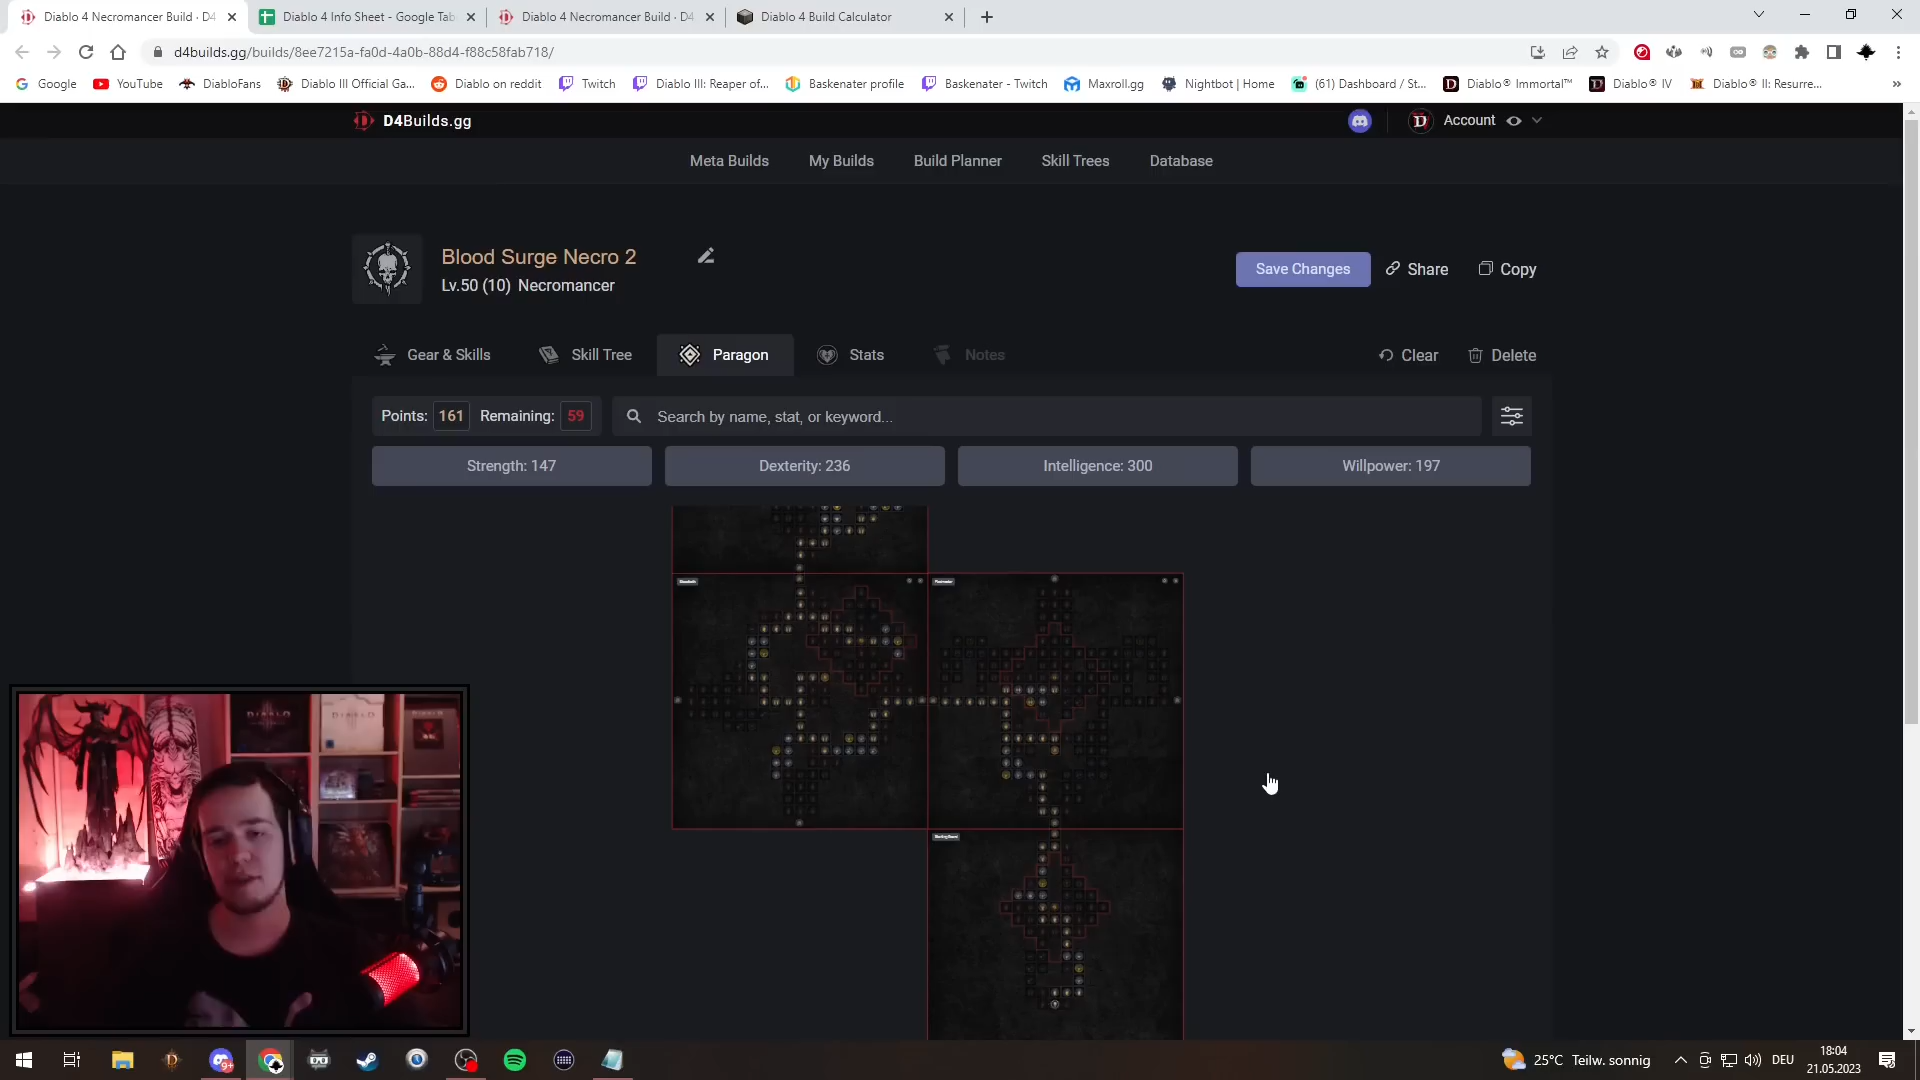 Diablo 4 Necromancer Build · D4
Diablo 4 Info Sheet - Google Tab
Diablo 4 Necromancer Build · D4
Diablo 4 Build Calculator
d4builds.gg/builds/8ee7215a-fa0d-4a0b-88d4-f88c58fab718/
Google
YouTube
DiabloFans
Diablo III Official Ga...
Diablo on reddit
Twitch
Diablo III: Reaper of...
Baskenater profile
Baskenater - Twitch
Maxroll.gg
Nightbot | Home
(61) Dashboard / St...
Diablo® Immortal™
Diablo® IV
Diablo® II: Resurre...
D4Builds.gg
Account
Meta Builds
My Builds
Build Planner
Skill Trees
Database
Blood Surge Necro 2
Lv.50 (10) Necromancer
Save Changes
Share
Copy
Gear & Skills
Skill Tree
Paragon
Stats
Notes
Clear
Delete
Points: 161 Remaining: 59
Search by name, stat, or keyword...
Strength: 147
Dexterity: 236
Intelligence: 300
Willpower: 197
DIABLO
9+
25°C Teilw. sonnig
DEU
18:04
21.05.2023